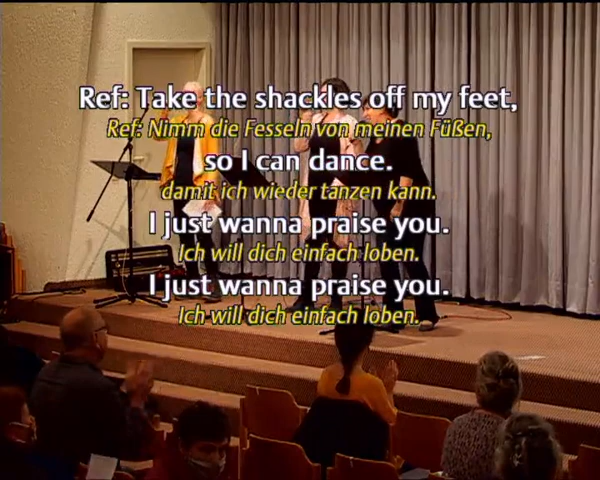 Ref: Take the shackles off my feet,
Ref: Nimm die Fesseln von meinen Füßen,
so I can dance.
damit ich wieder tanzen kann.
I just wanna praise you.
Ich will dich einfach loben.
I just wanna praise you.
Ich will dich einfach loben.